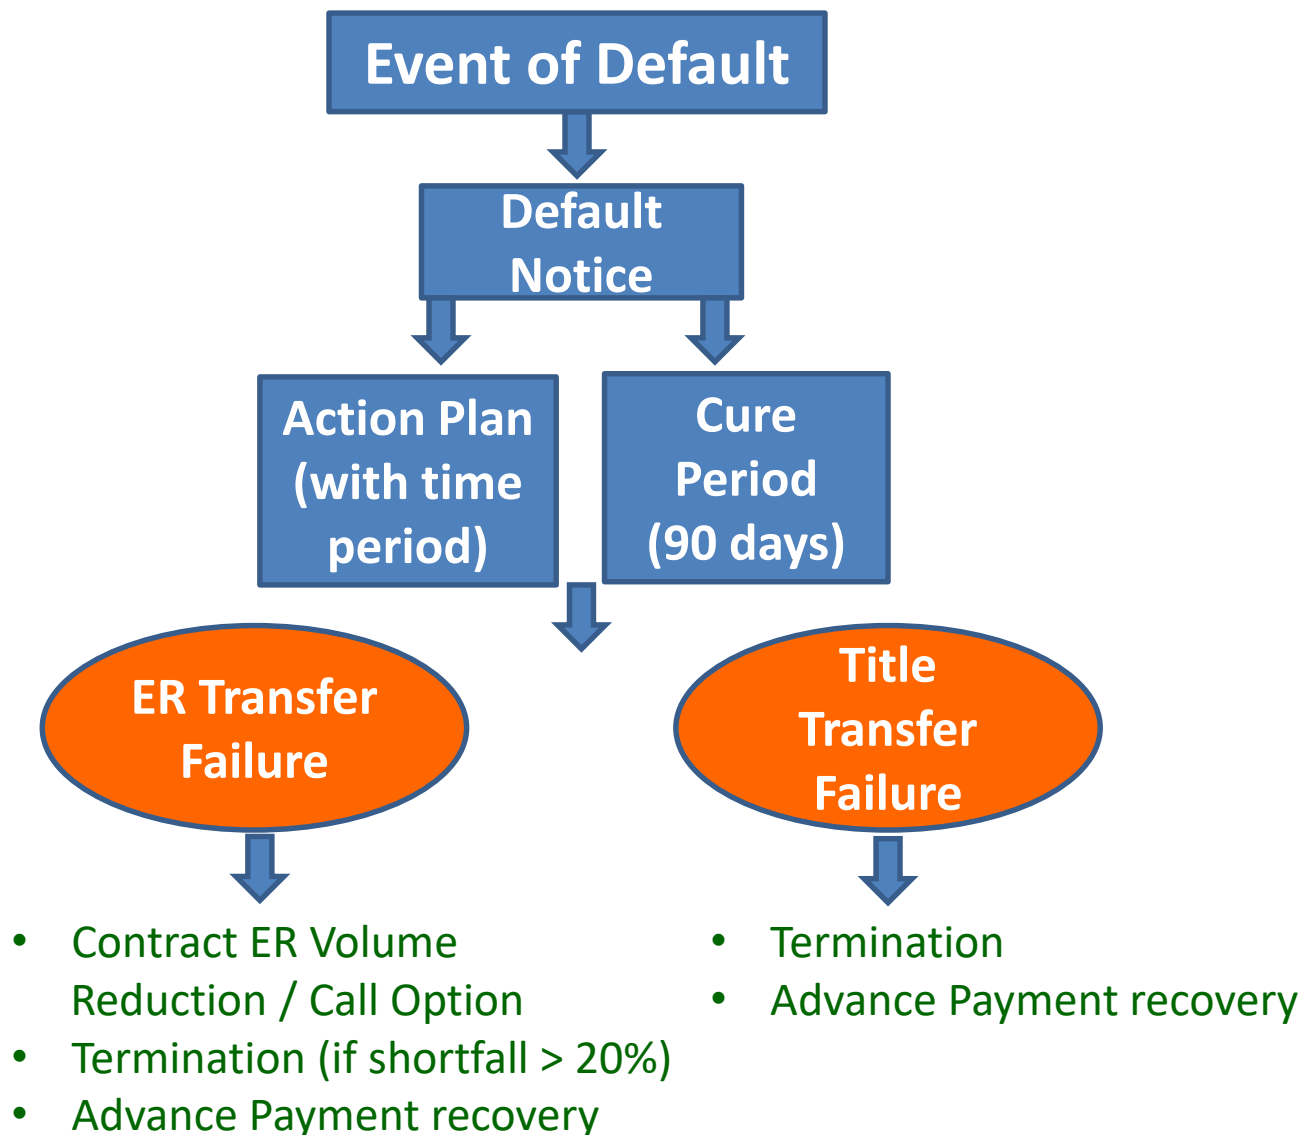 Event of Default
Default
Notice
Action Plan
(with time
period)
Cure
Period
(90 days)
ER Transfer
Failure
Title
Transfer
Failure
• Contract ER Volume
Reduction / Call Option
• Termination (if shortfall > 20%)
• Advance Payment recovery
• Termination
• Advance Payment recovery